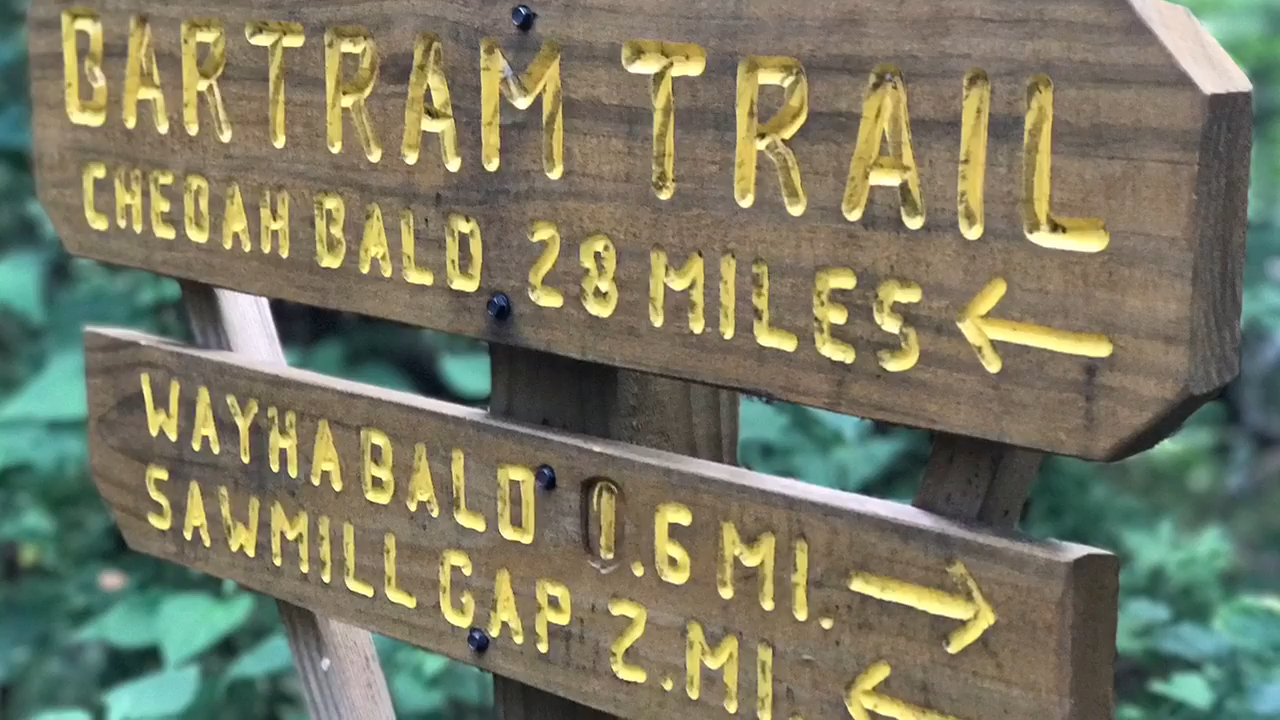 BARTRAM TRAIL
CHEOAH BALD 28 MILES ←
WAYHA BALD 1.6 MI. →
SAWMILL GAP 2.MI. ←